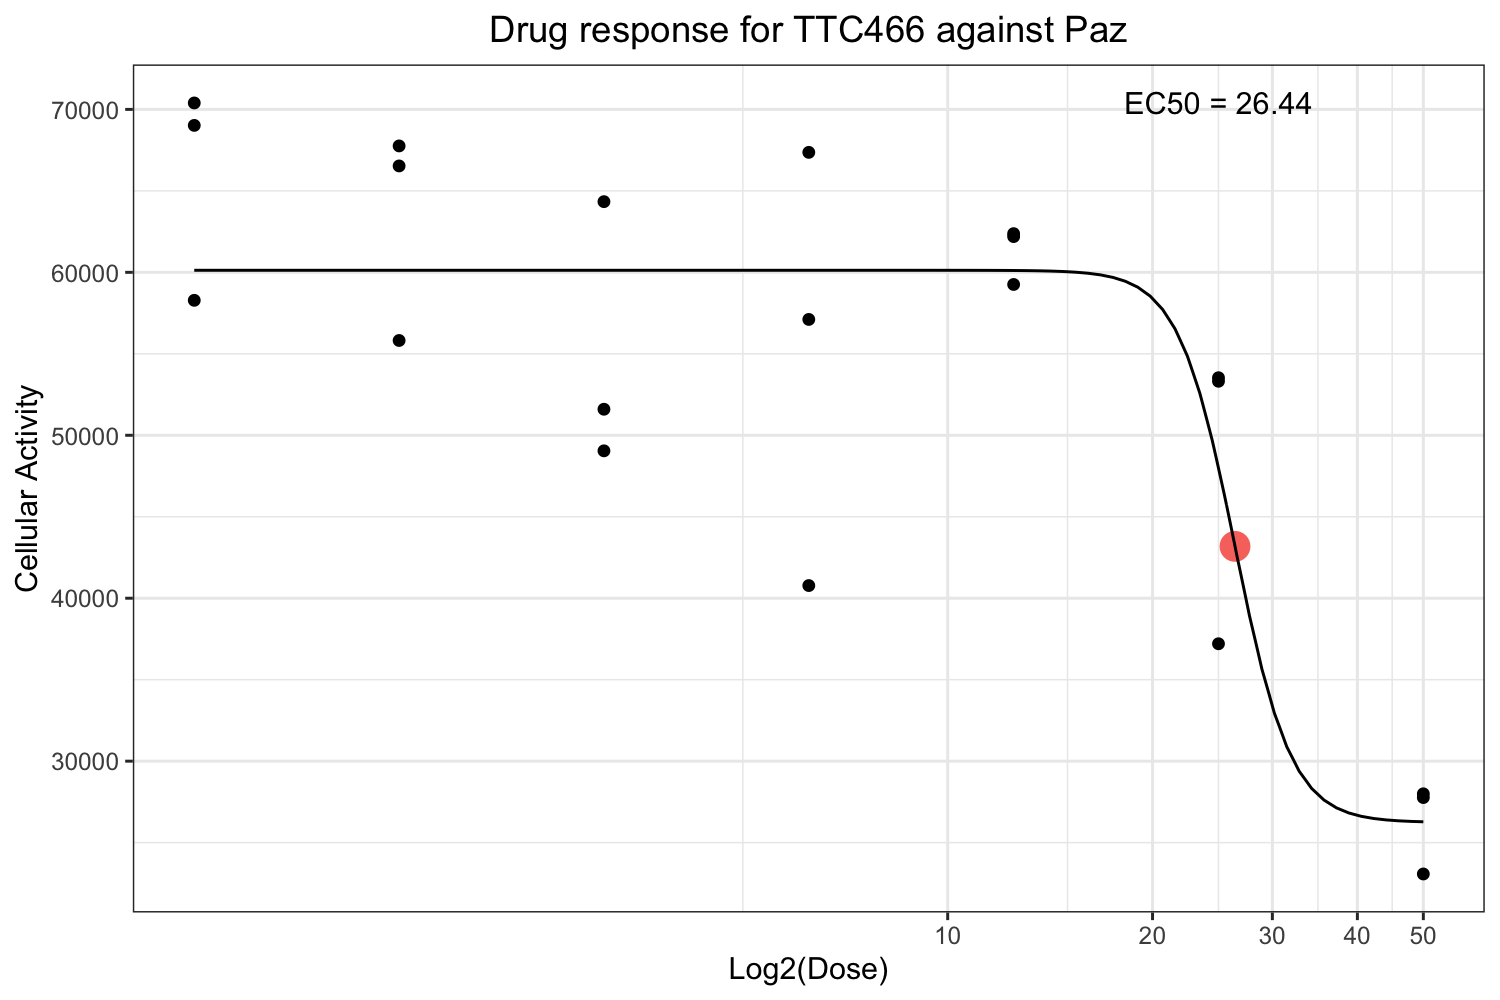 Drug response for TTC466 against Paz
EC50 = 26.44
Cellular Activity
70000
60000
50000
40000
30000
10 20 30 40 50
Log2(Dose)